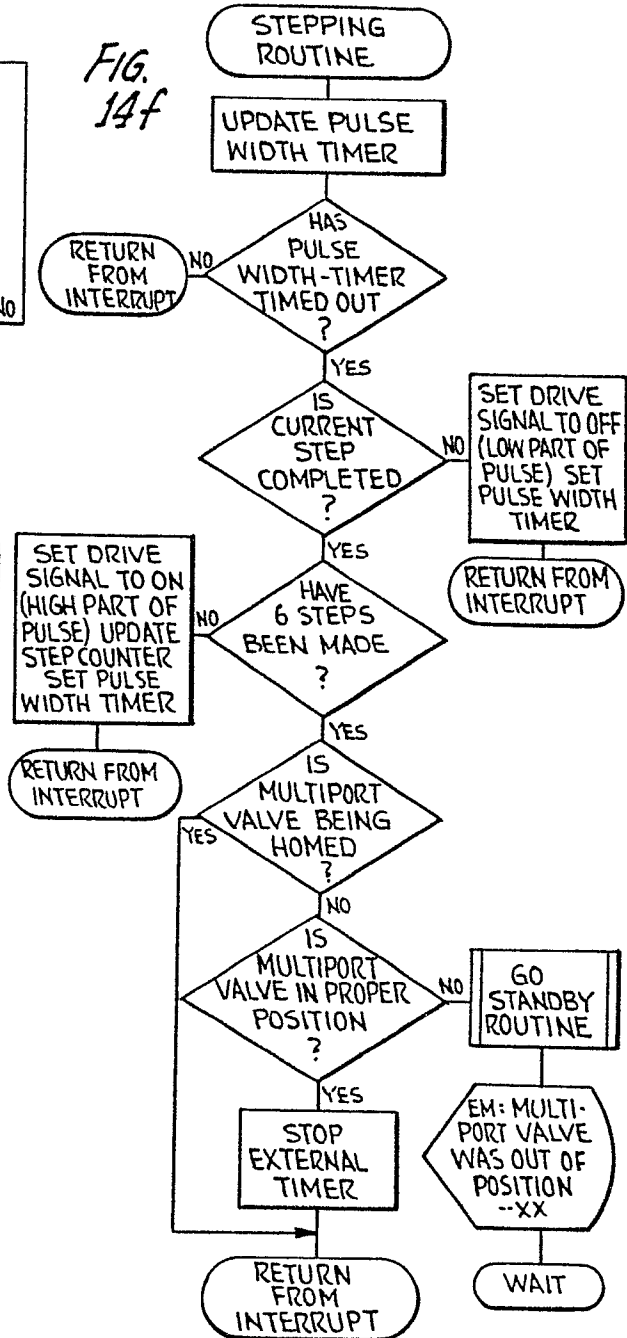 FIG.
14f
STEPPING
ROUTINE
UPDATE PULSE
WIDTH TIMER
HAS
PULSE
WIDTH-TIMER
TIMED OUT
?
NO
RETURN
FROM
INTERRUPT
NO
YES
IS
CURRENT
STEP
COMPLETED
?
NO
SET DRIVE
SIGNAL TO OFF
(LOW PART OF
PULSE) SET
PULSE WIDTH
TIMER
RETURN FROM
INTERRUPT
YES
HAVE
6 STEPS
BEEN MADE
?
NO
SET DRIVE
SIGNAL TO ON
(HIGH PART OF
PULSE) UPDATE
STEP COUNTER
SET PULSE
WIDTH TIMER
RETURN FROM
INTERRUPT
YES
IS
MULTIPORT
VALVE BEING
HOMED
?
YES
NO
IS
MULTIPORT
VALVE IN PROPER
POSITION
?
NO
GO
STANDBY
ROUTINE
EM: MULTI-
PORT VALVE
WAS OUT OF
POSITION
--XX
WAIT
YES
STOP
EXTERNAL
TIMER
RETURN
FROM
INTERRUPT